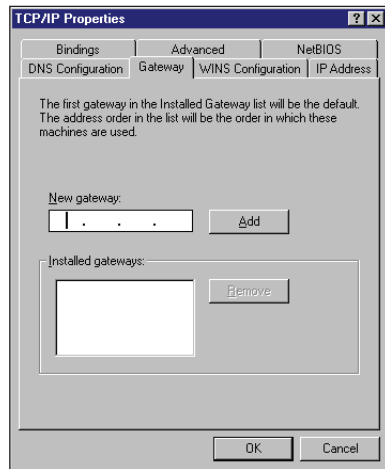 TCP/IP Properties
Bindings Advanced NetBIOS
DNS Configuration Gateway WINS Configuration IP Address
The first gateway in the Installed Gateway list will be the default.
The address order in the list will be the order in which these
machines are used.
New gateway:
. . .
Add
Installed gateways:
Remove
OK Cancel